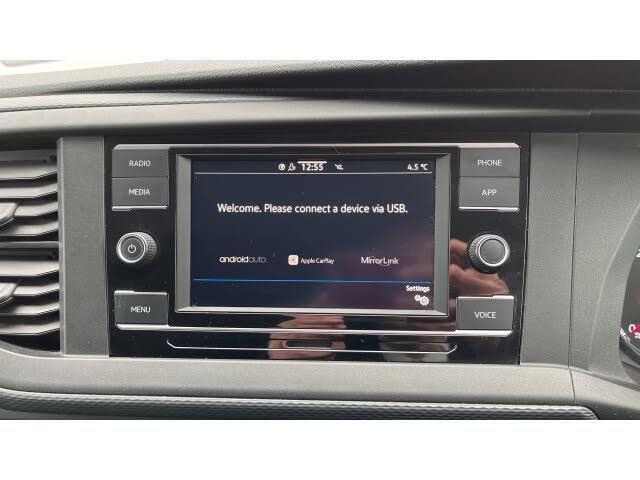 RADIO
MEDIA
MENU
12:55 4.5 °C
Welcome. Please connect a device via USB.
androidauto Apple CarPlay MirrorLink
Settings
PHONE
APP
VOICE
0